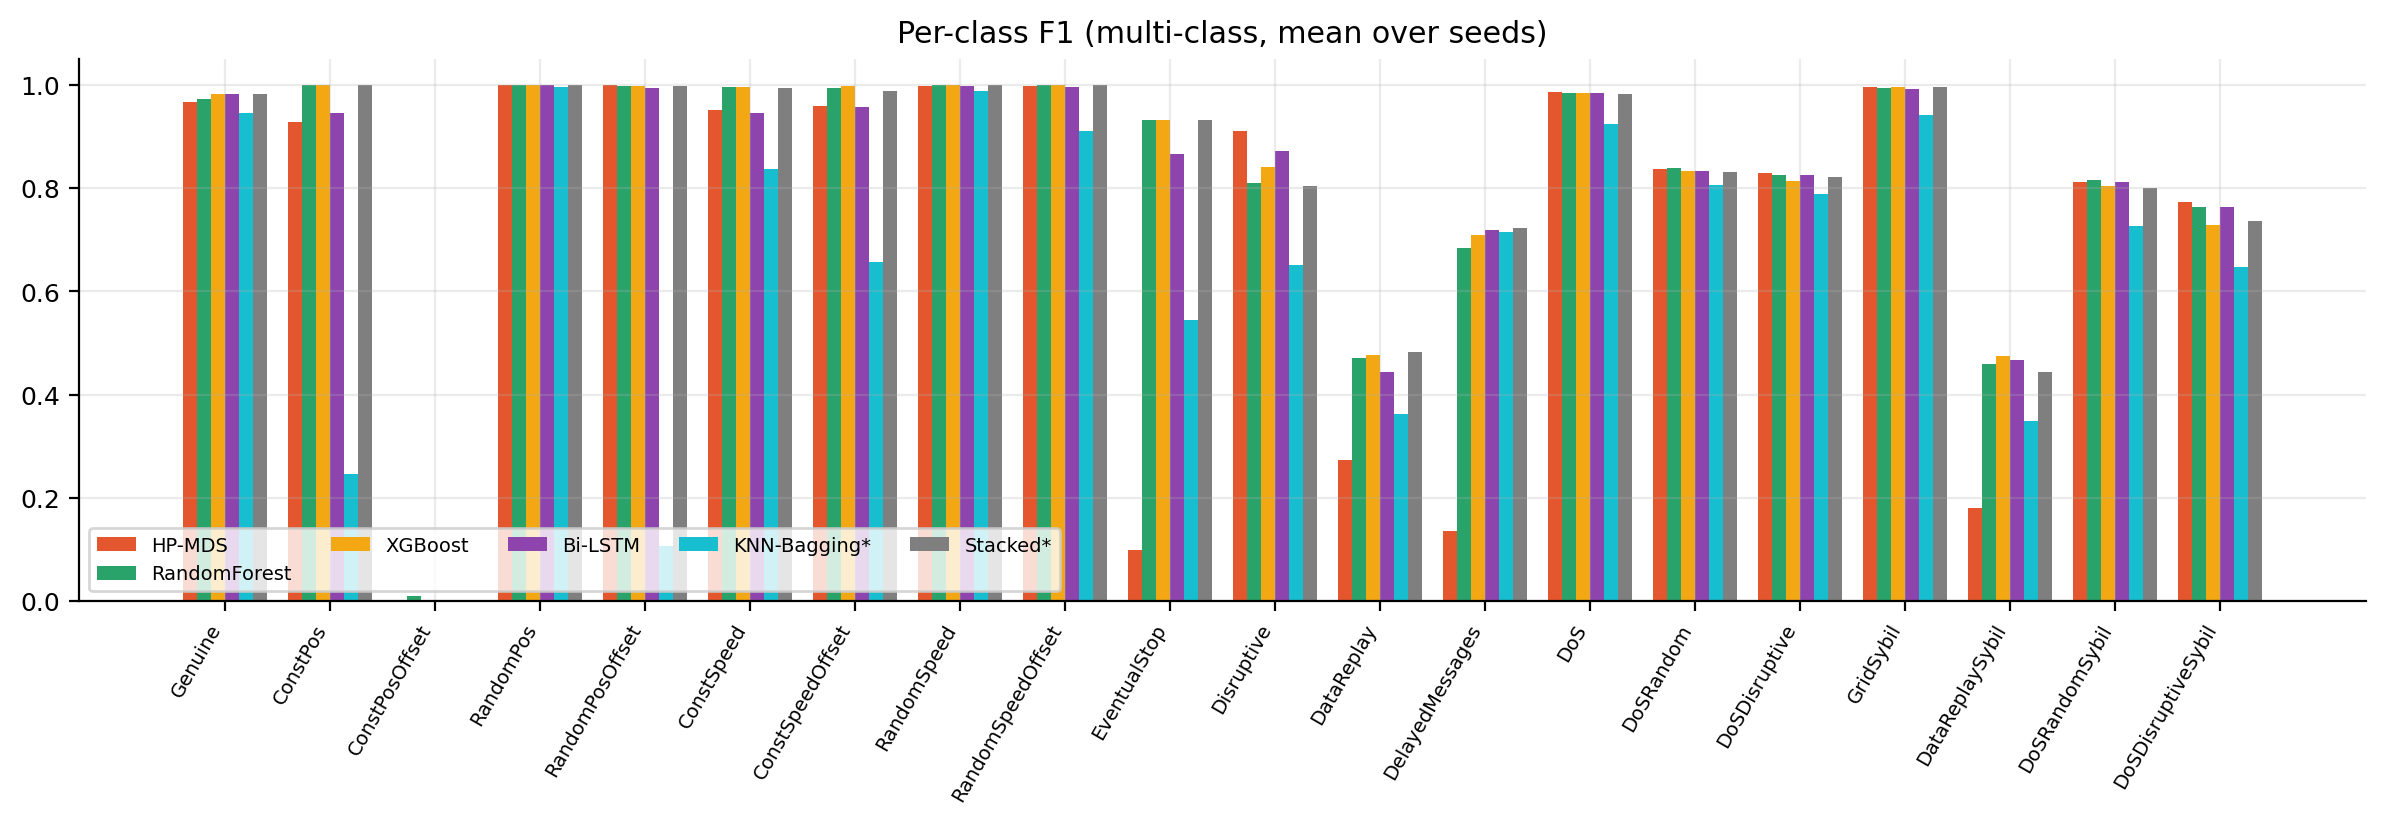 Per-class F1 (multi-class, mean over seeds)
1.0
0.8
0.6
0.4
0.2
0.0
HP-MDS XGBoost Bi-LSTM KNN-Bagging* Stacked*
RandomForest
Genuine
ConstPos
ConstPosOffset
RandomPos
RandomPosOffset
ConstSpeed
ConstSpeedOffset
RandomSpeed
RandomSpeedOffset
EventualStop
Disruptive
DataReplay
DelayedMessages
DoS
DoSRandom
DoSDisruptive
GridSybil
DataReplaySybil
DoSRandomSybil
DoSDisruptiveSybil